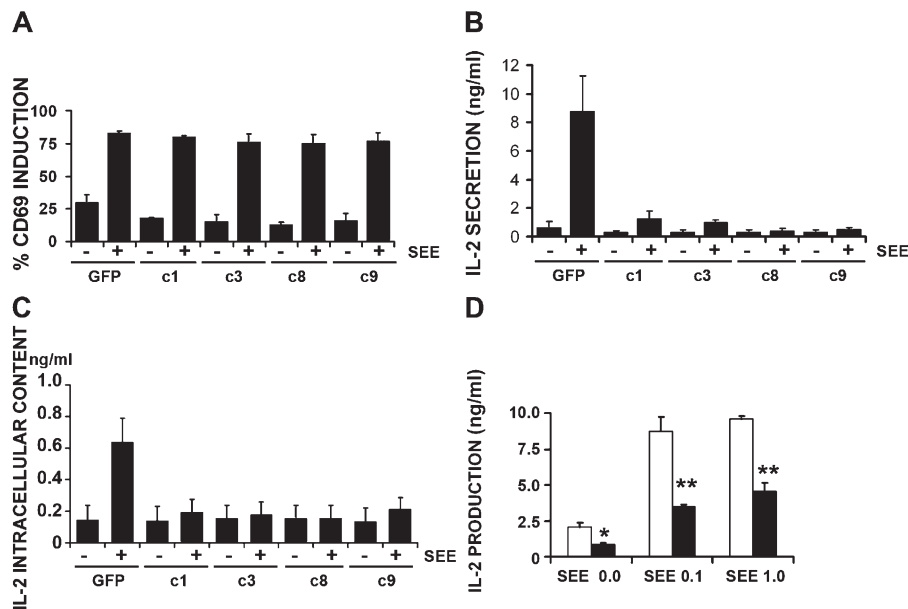 A
% CD69 INDUCTION
100
75
50
25
0
- + - + - + - + - + SEE
GFP c1 c3 c8 c9
B
IL-2 SECRETION (ng/ml)
12
10
8
6
4
2
0
- + - + - + - + - + SEE
GFP c1 c3 c8 c9
C
IL-2 INTRACELLULAR CONTENT
ng/ml
1.0
0.8
0.6
0.4
0.2
0
- + - + - + - + - + SEE
GFP c1 c3 c8 c9
D
IL-2 PRODUCTION (ng/ml)
10.0
7.5
5.0
2.5
0
* ** **
SEE 0.0 SEE 0.1 SEE 1.0